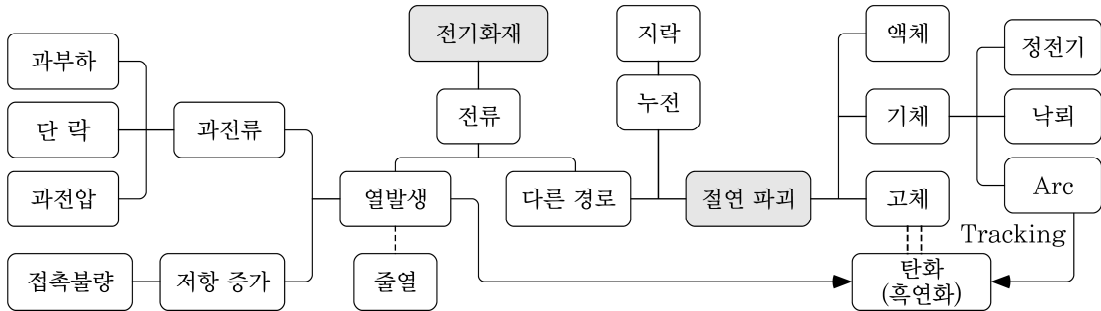 전기화재
지락
액체
정전기
과부하
누전
전류
단 락
과진류
기체
낙뢰
과전압
열발생
다른 경로
절연 파괴
고체
Arc
Tracking
접촉불량
저항 증가
줄열
탄화
(흑연화)